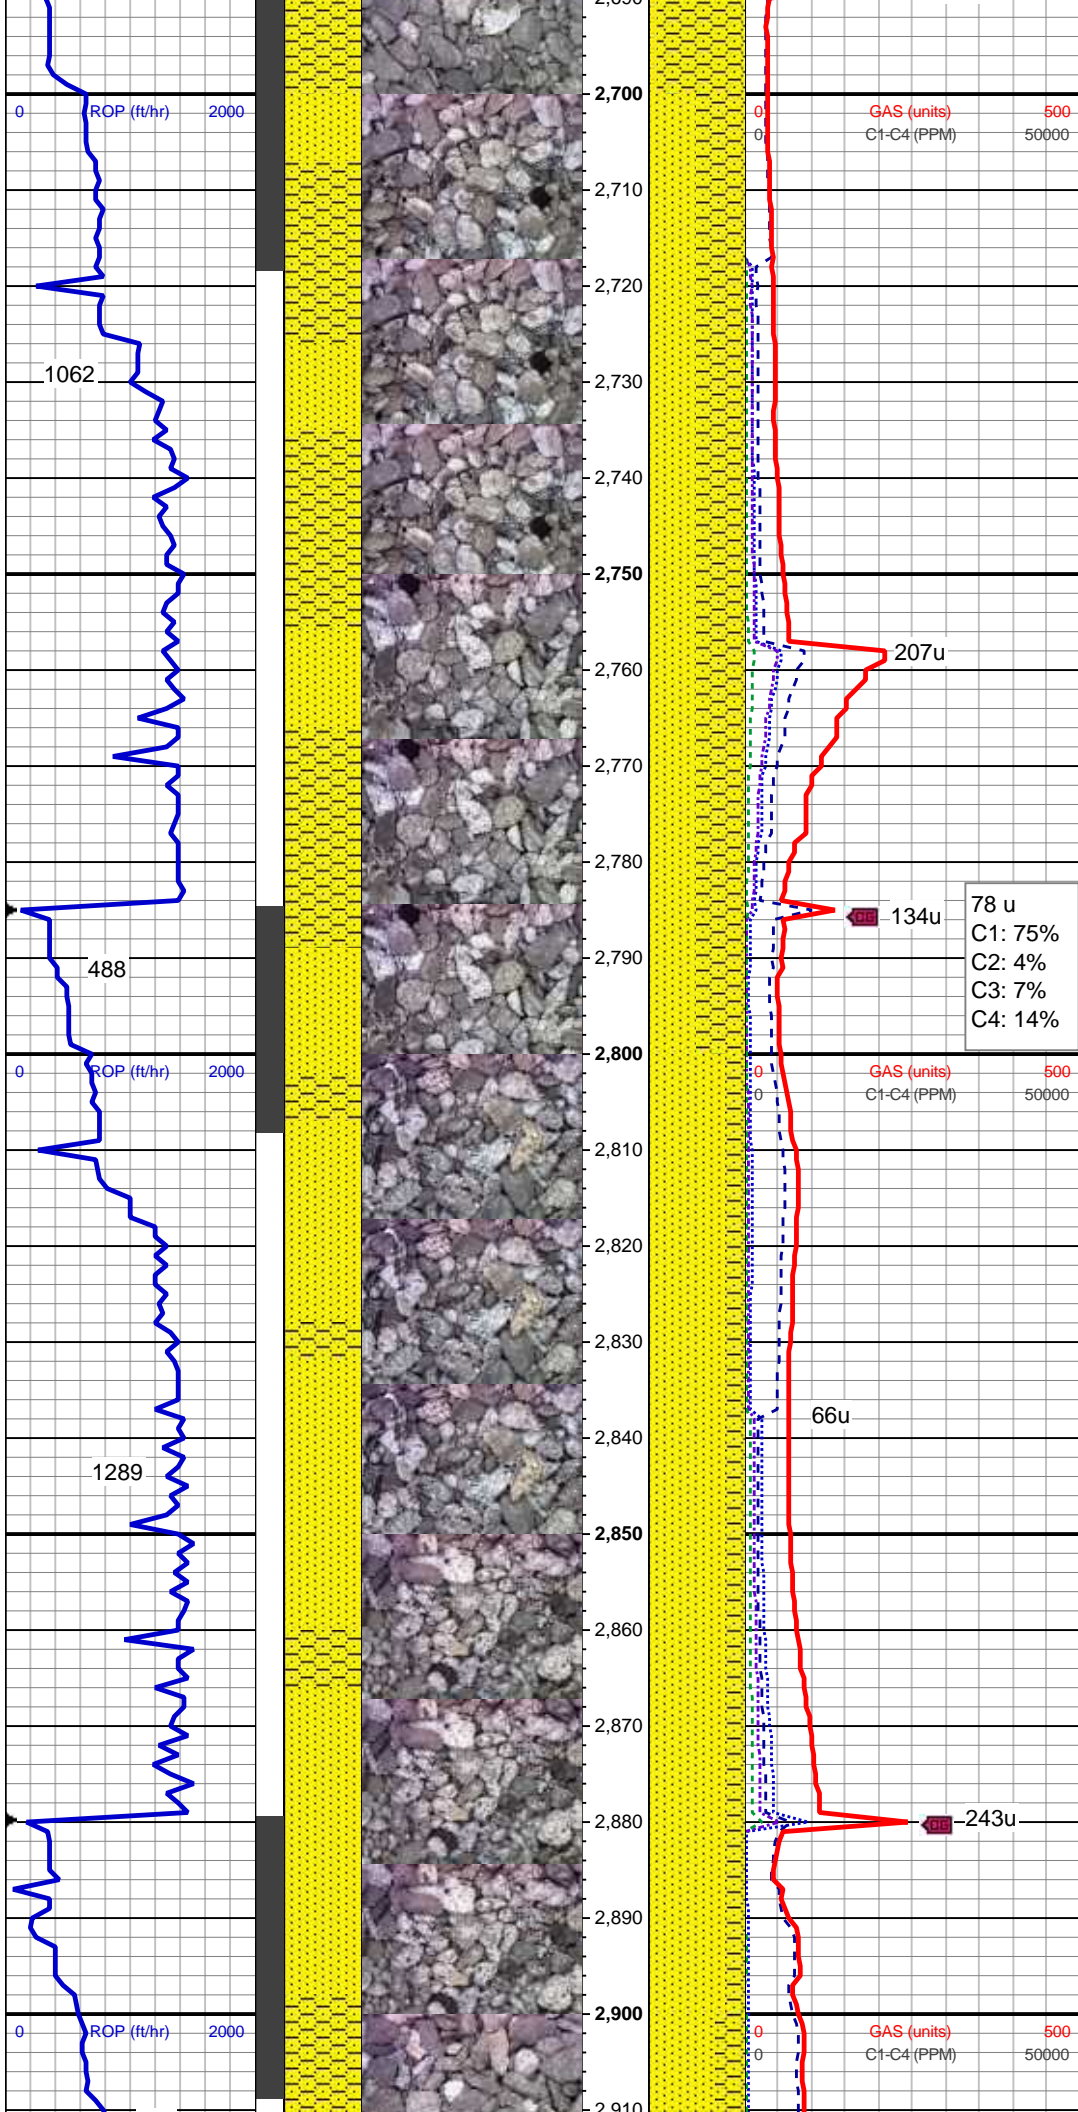 2,700
0 ROP (ft/hr) 2000
0 GAS (units) 500
0 C1-C4 (PPM) 50000
2,710
2,720
1062
2,730
2,740
2,750
207u
2,760
2,770
2,780
134u
78 u
C1: 75%
C2: 4%
C3: 7%
C4: 14%
2,790
488
2,800
0 ROP (ft/hr) 2000
0 GAS (units) 500
0 C1-C4 (PPM) 50000
2,810
2,820
2,830
66u
2,840
1289
2,850
2,860
2,870
2,880
243u
2,890
2,900
0 ROP (ft/hr) 2000
0 GAS (units) 500
0 C1-C4 (PPM) 50000
2,910